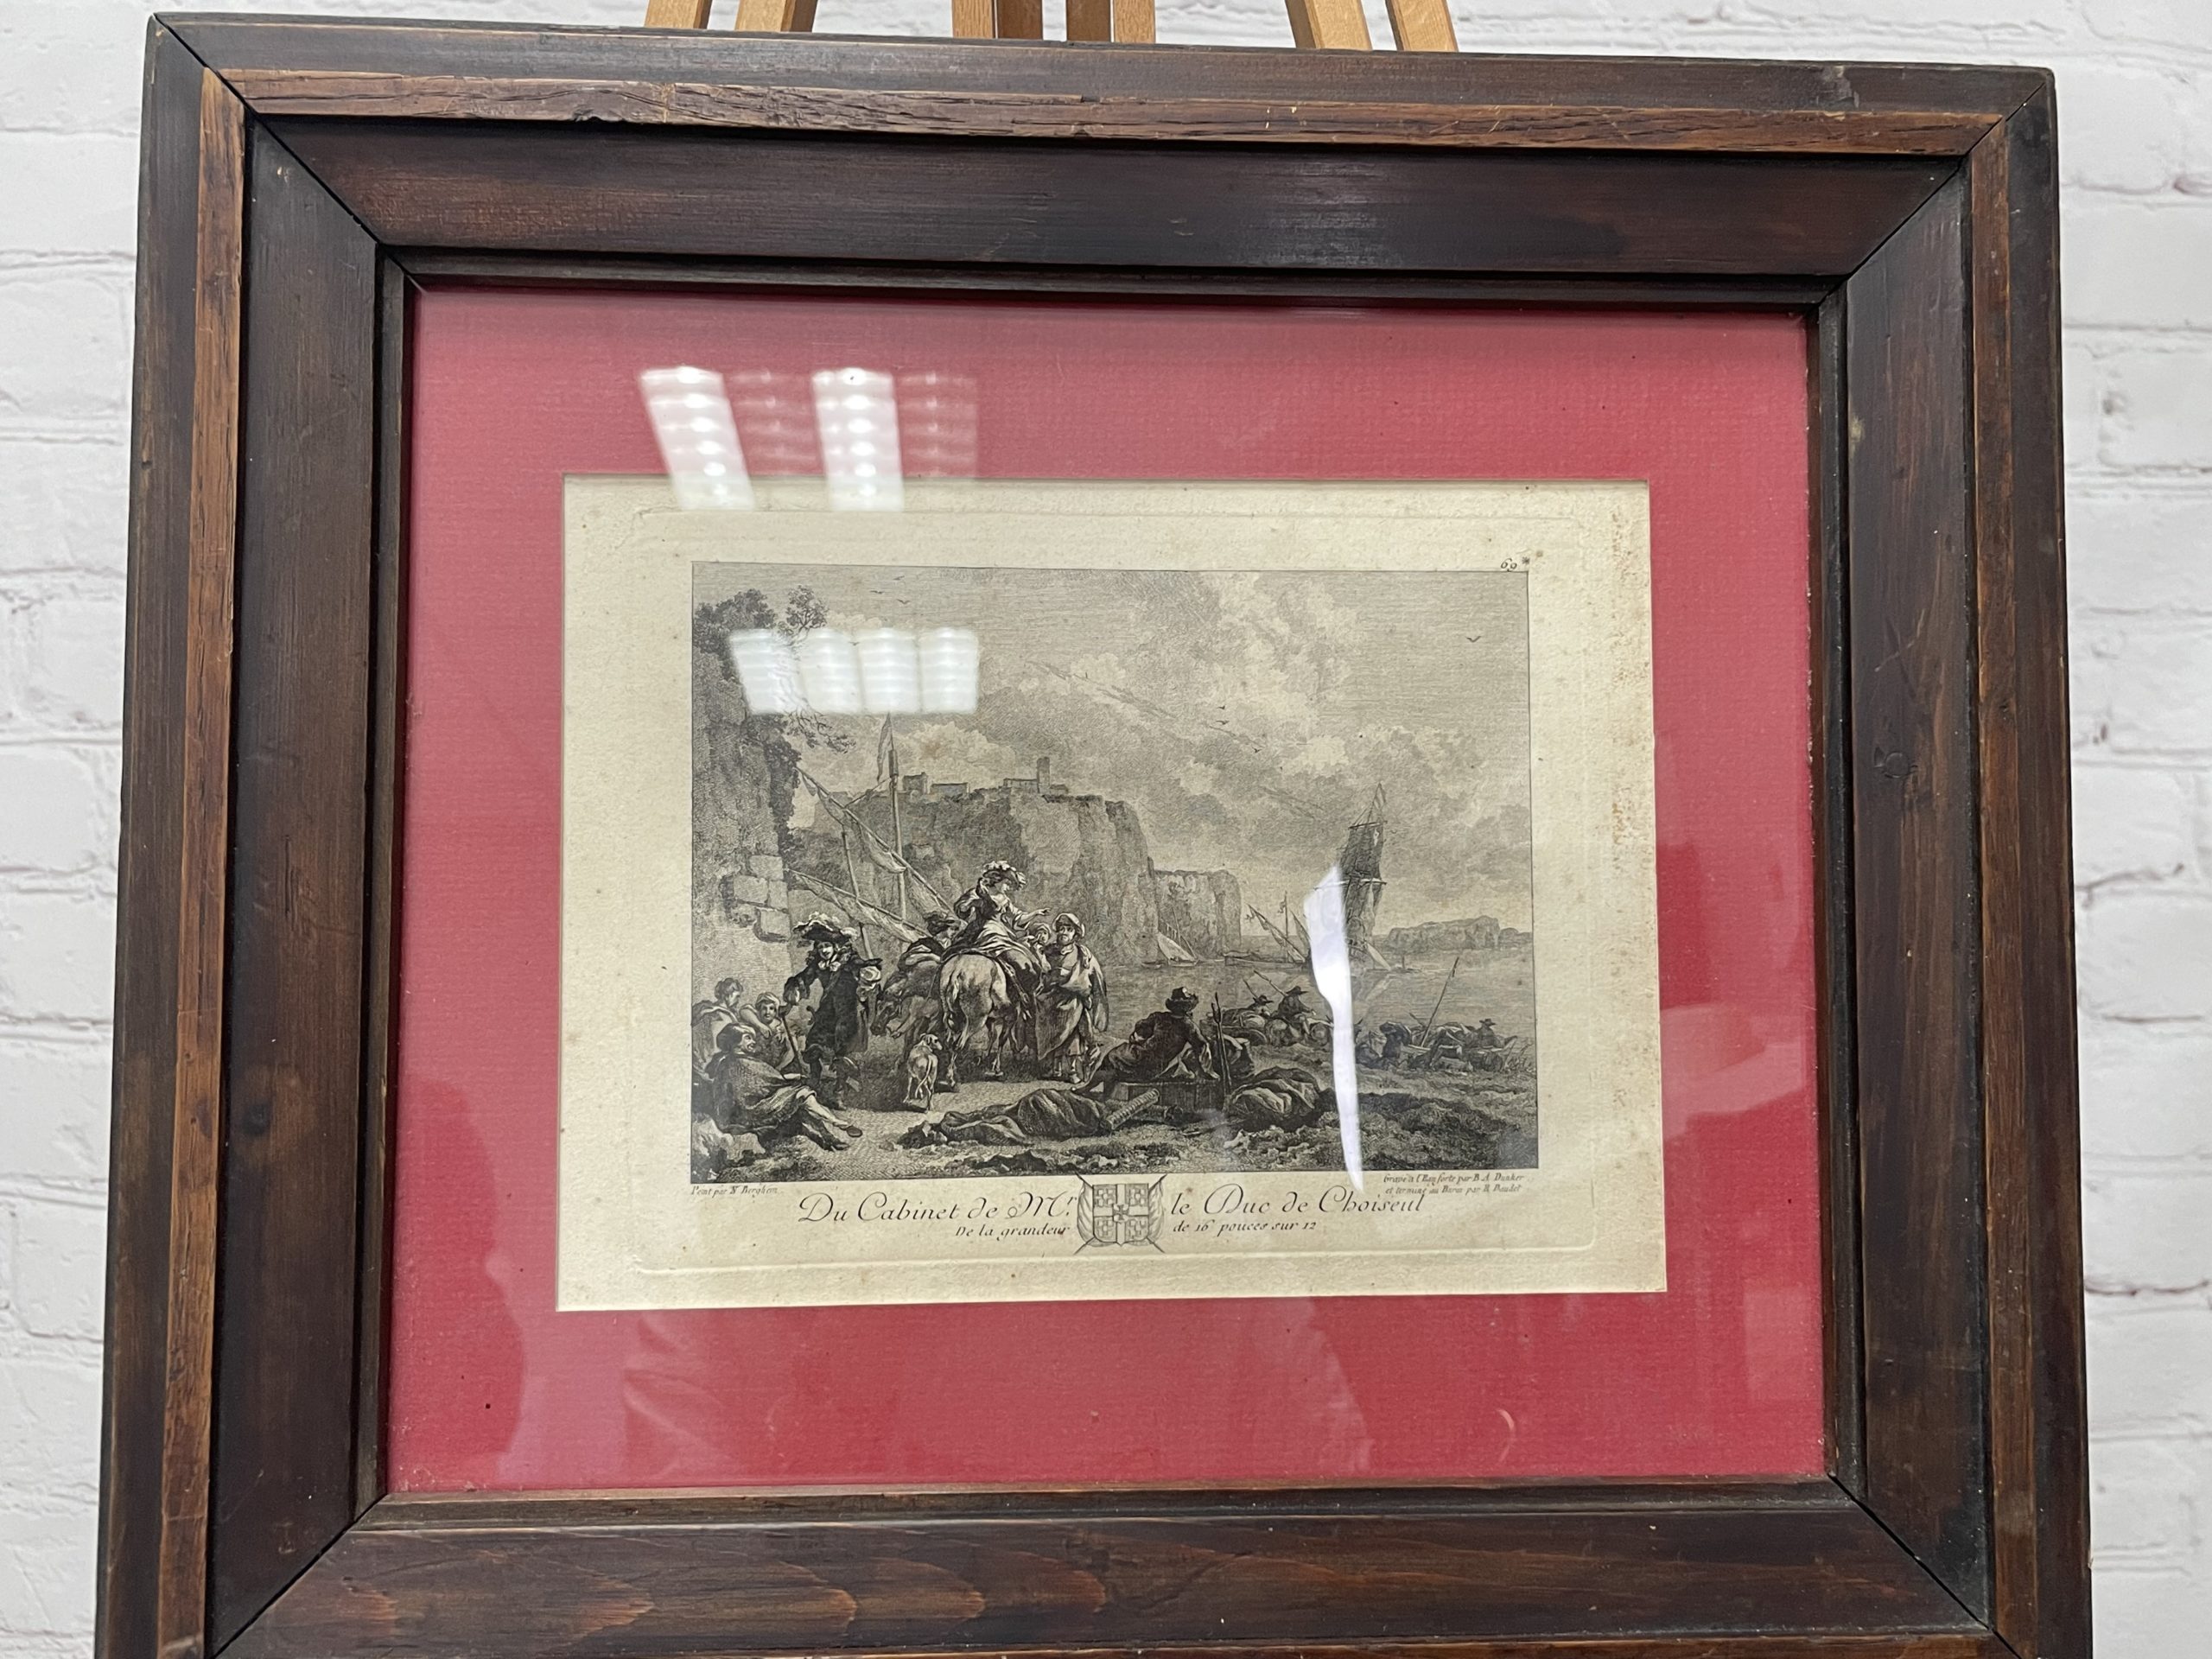 69*
Peint par N. Berghem
Gravé à l'Eau forte par B. A. Dunker
et terminé au Burin par R. Daudet
Du Cabinet de Mr. le Duc de Choiseul
De la grandeur de 16 pouces sur 12